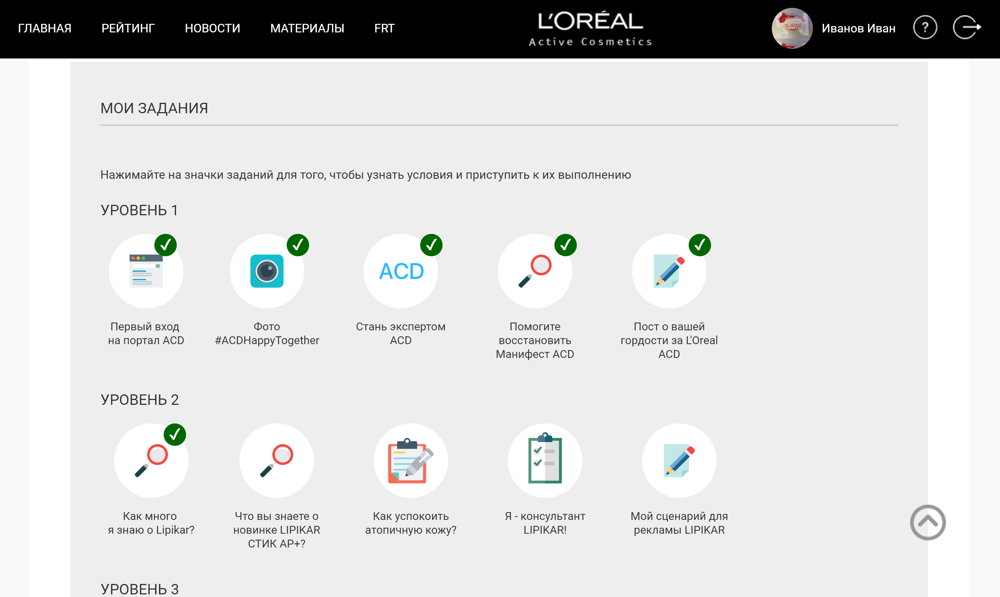 ГЛАВНАЯ РЕЙТИНГ НОВОСТИ МАТЕРИАЛЫ FRT
L'ORÉAL
Active Cosmetics
Иванов Иван
?
МОИ ЗАДАНИЯ
Нажимайте на значки заданий для того, чтобы узнать условия и приступить к их выполнению
УРОВЕНЬ 1
ACD
Первый вход
на портал ACD
Фото
#ACDHappyTogether
Стань экспертом
ACD
Помогите
восстановить
Манифест ACD
Пост о вашей
гордости за L'Oreal
ACD
УРОВЕНЬ 2
Как много
я знаю о Lipikar?
Что вы знаете о
новинке LIPIKAR
СТИК AP+?
Как успокоить
атопичную кожу?
Я - консультант
LIPIKAR!
Мой сценарий для
рекламы LIPIKAR
УРОВЕНЬ 3